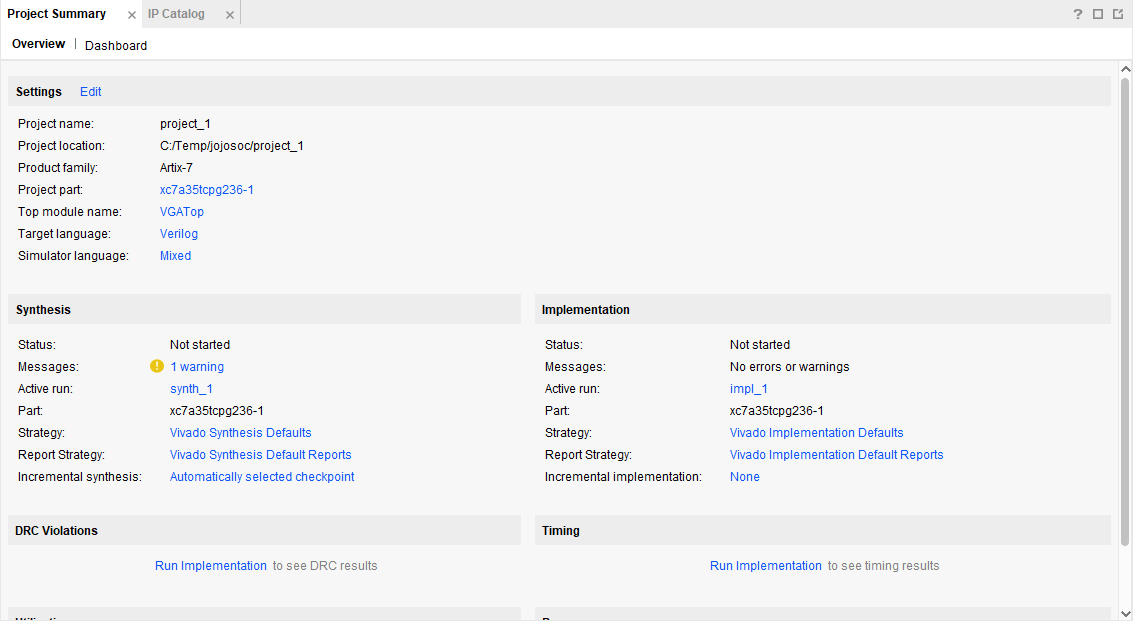 Project Summary
IP Catalog
Overview
Dashboard
Settings Edit
Project name: project_1
Project location: C:/Temp/jojosoc/project_1
Product family: Artix-7
Project part: xc7a35tcpg236-1
Top module name: VGATop
Target language: Verilog
Simulator language: Mixed
Synthesis
Status: Not started
Messages: 1 warning
Active run: synth_1
Part: xc7a35tcpg236-1
Strategy: Vivado Synthesis Defaults
Report Strategy: Vivado Synthesis Default Reports
Incremental synthesis: Automatically selected checkpoint
Implementation
Status: Not started
Messages: No errors or warnings
Active run: impl_1
Part: xc7a35tcpg236-1
Strategy: Vivado Implementation Defaults
Report Strategy: Vivado Implementation Default Reports
Incremental implementation: None
DRC Violations
Run Implementation to see DRC results
Timing
Run Implementation to see timing results